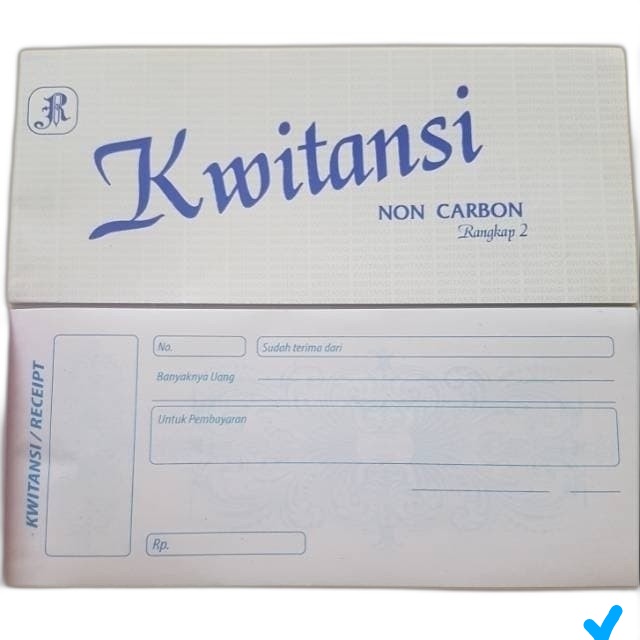 R
Kwitansi
NON CARBON
Rangkap 2
KWITANSI / RECEIPT
No.
Sudah terima dari
Banyaknya Uang
Untuk Pembayaran
Rp.